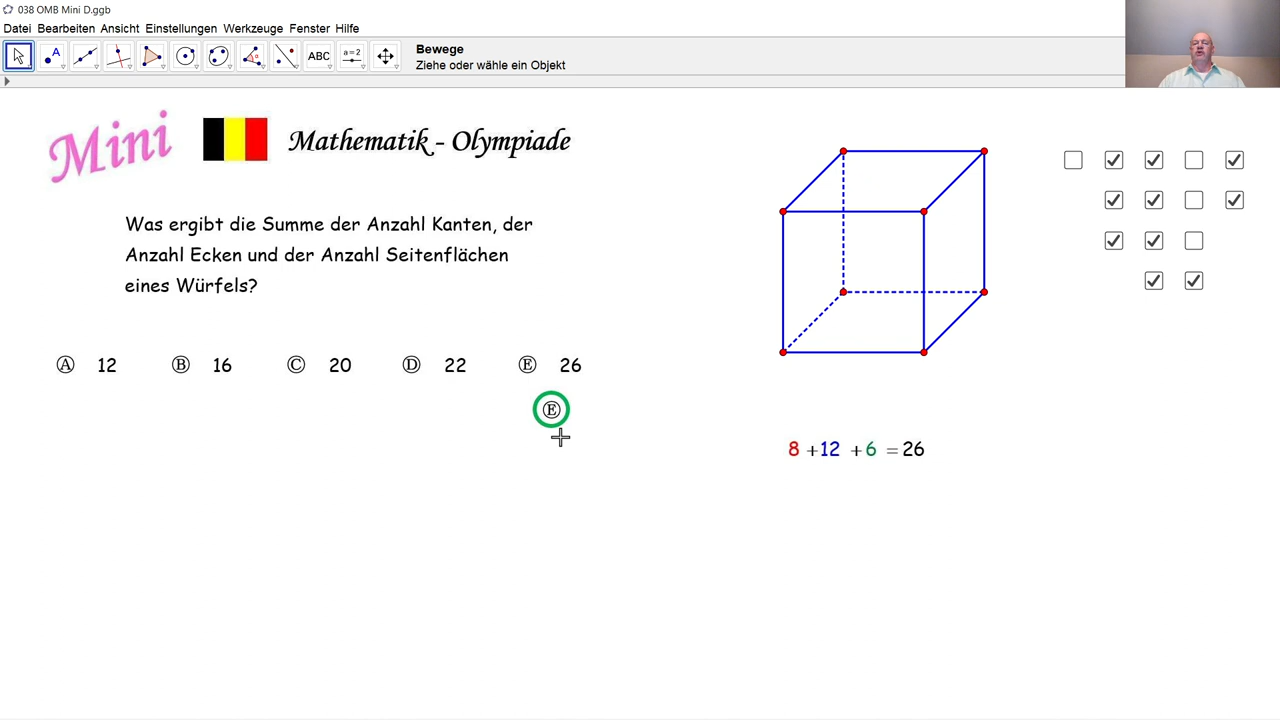 038 OMB Mini D.ggb
Datei Bearbeiten Ansicht Einstellungen Werkzeuge Fenster Hilfe
A ABC a=2 Bewege
Ziehe oder wähle ein Objekt
Mini Mathematik - Olympiade
Was ergibt die Summe der Anzahl Kanten, der
Anzahl Ecken und der Anzahl Seitenflächen
eines Würfels?
Ⓐ 12 Ⓑ 16 Ⓒ 20 Ⓓ 22 Ⓔ 26
Ⓔ
8 + 12 + 6 = 26